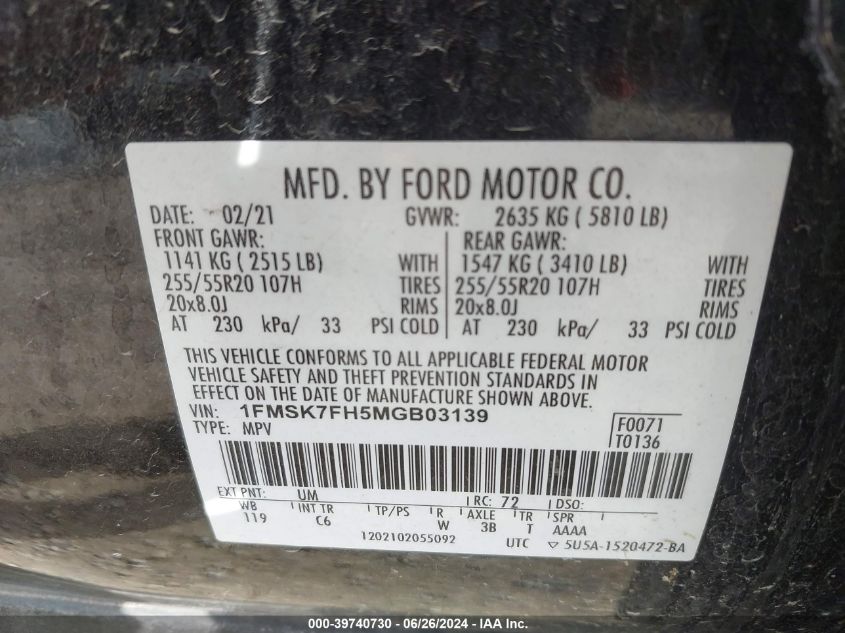 MFD. BY FORD MOTOR CO.
DATE: 02/21 GVWR: 2635 KG ( 5810 LB)
FRONT GAWR: REAR GAWR:
1141 KG ( 2515 LB) WITH 1547 KG ( 3410 LB) WITH
255/55R20 107H TIRES 255/55R20 107H TIRES
20x8.0J RIMS 20x8.0J RIMS
AT 230 kPa/ 33 PSI COLD AT 230 kPa/ 33 PSI COLD
THIS VEHICLE CONFORMS TO ALL APPLICABLE FEDERAL MOTOR
VEHICLE SAFETY AND THEFT PREVENTION STANDARDS IN
EFFECT ON THE DATE OF MANUFACTURE SHOWN ABOVE.
VIN: 1FMSK7FH5MGB03139 F0071
TYPE: MPV T0136
EXT PNT: UM RC: 72 DSO:
WB INT TR TP/PS R AXLE TR SPR
119 C6 W 3B T AAAA
1202102055092 UTC ▽ 5U5A-1520472-BA
000-39740730 - 06/26/2024 - IAA Inc.